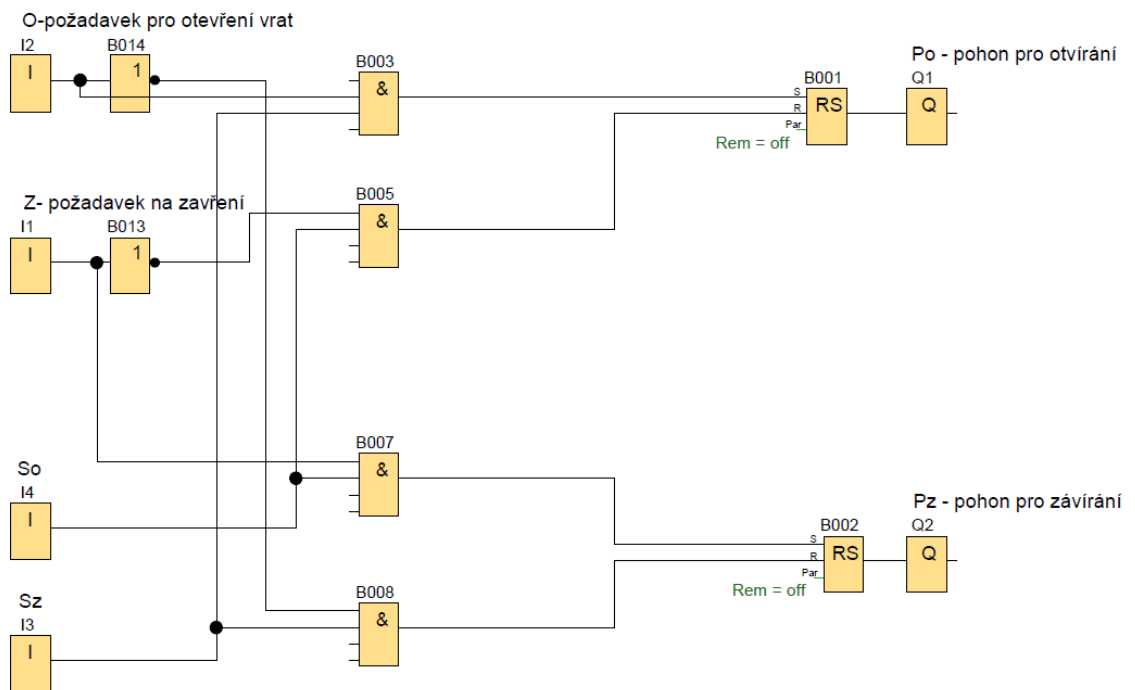 O-požadavek pro otevření vrat
I2
B014
I
1
B003
&
Po - pohon pro otvírání
B001
Q1
S
R
RS
Q
Par
Rem = off
Z- požadavek na zavření
I1
B013
I
1
B005
&
B007
&
So
I4
I
Pz - pohon pro závírání
B002
Q2
S
R
RS
Q
Par
Rem = off
B008
&
Sz
I3
I